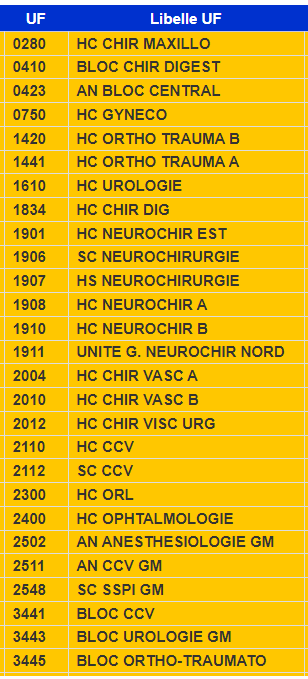 UF Libelle UF
0280 HC CHIR MAXILLO
0410 BLOC CHIR DIGEST
0423 AN BLOC CENTRAL
0750 HC GYNECO
1420 HC ORTHO TRAUMA B
1441 HC ORTHO TRAUMA A
1610 HC UROLOGIE
1834 HC CHIR DIG
1901 HC NEUROCHIR EST
1906 SC NEUROCHIRURGIE
1907 HS NEUROCHIRURGIE
1908 HC NEUROCHIR A
1910 HC NEUROCHIR B
1911 UNITE G. NEUROCHIR NORD
2004 HC CHIR VASC A
2010 HC CHIR VASC B
2012 HC CHIR VISC URG
2110 HC CCV
2112 SC CCV
2300 HC ORL
2400 HC OPHTALMOLOGIE
2502 AN ANESTHESIOLOGIE GM
2511 AN CCV GM
2548 SC SSPI GM
3441 BLOC CCV
3443 BLOC UROLOGIE GM
3445 BLOC ORTHO-TRAUMATO